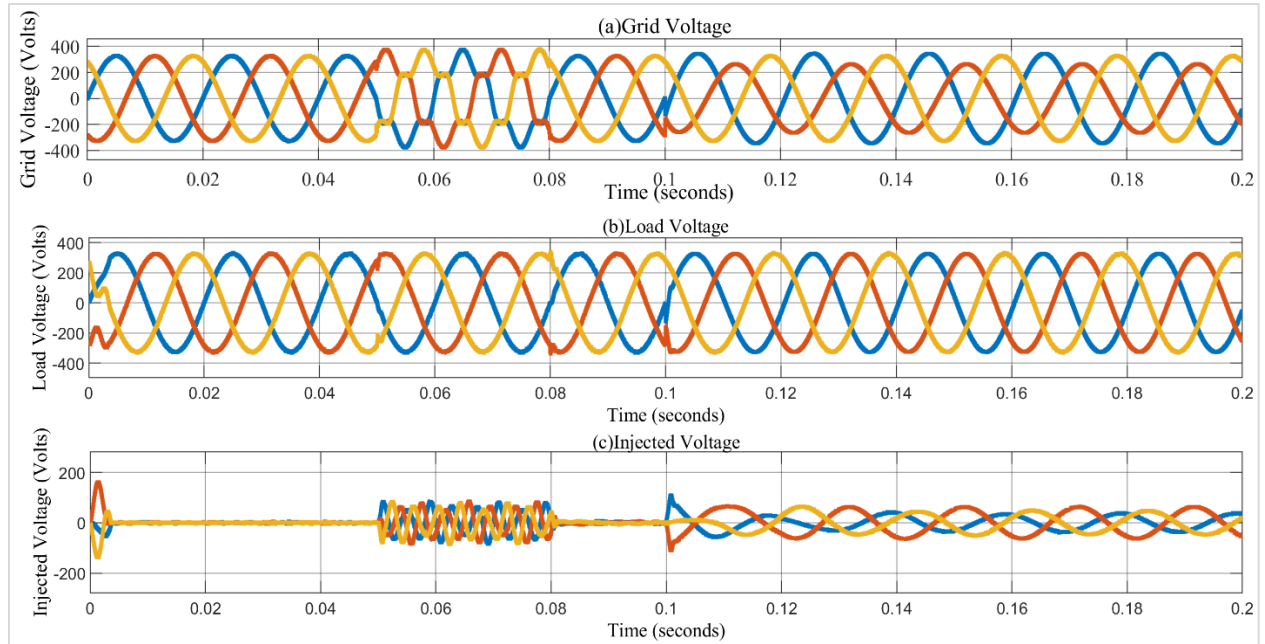 (a)Grid Voltage
Grid Voltage (Volts)
400
200
0
-200
-400
0 0.02 0.04 0.06 0.08 0.1 0.12 0.14 0.16 0.18 0.2
Time (seconds)
(b)Load Voltage
Load Voltage (Volts)
400
200
0
-200
-400
0 0.02 0.04 0.06 0.08 0.1 0.12 0.14 0.16 0.18 0.2
Time (seconds)
(c)Injected Voltage
Injected Voltage (Volts)
200
0
-200
0 0.02 0.04 0.06 0.08 0.1 0.12 0.14 0.16 0.18 0.2
Time (seconds)